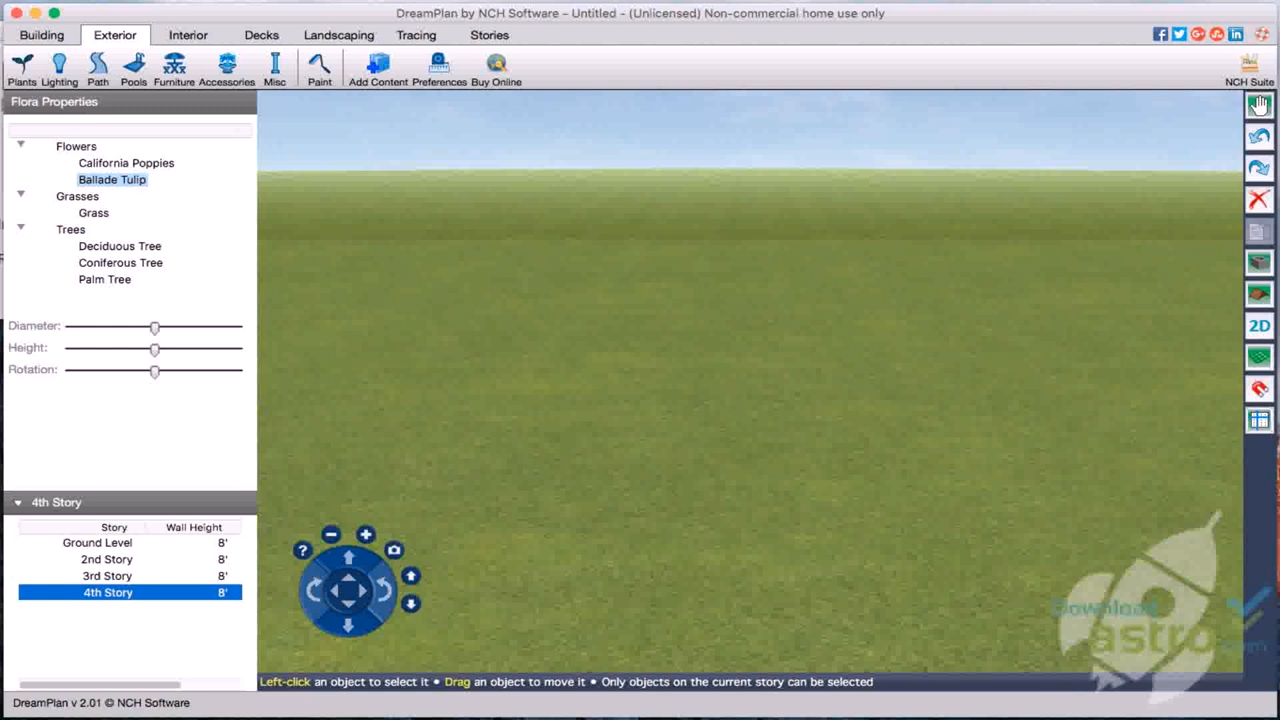 DreamPlan by NCH Software - Untitled - (Unlicensed) Non-commercial home use only
Building Exterior Interior Decks Landscaping Tracing Stories
Plants Lighting Path Pools Furniture Accessories Misc Paint Add Content Preferences Buy Online NCH Suite
Flora Properties
Flowers
California Poppies
Ballade Tulip
Grasses
Grass
Trees
Deciduous Tree
Coniferous Tree
Palm Tree
2D
Diameter:
Height:
Rotation:
4th Story
Story Wall Height
Ground Level 8'
2nd Story 8'
3rd Story 8'
4th Story 8'
?
Download
astro
Left-click an object to select it • Drag an object to move it • Only objects on the current story can be selected
DreamPlan v 2.01 © NCH Software